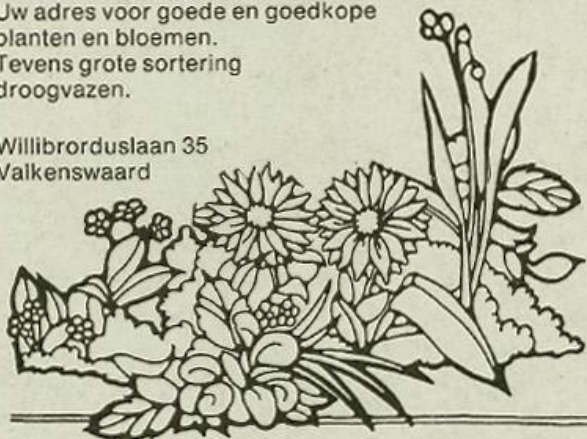 Uw adres voor goede en goedkope
planten en bloemen.
Tevens grote sortering
droogvazen.
Willibrorduslaan 35
Valkenswaard